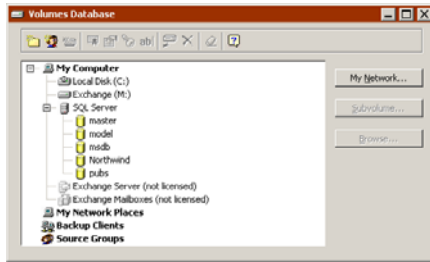 Volumes Database
ab|
My Computer
Local Disk (C:)
Exchange (M:)
SQL Server
master
model
msdb
Northwind
pubs
Exchange Server (not licensed)
Exchange Mailboxes (not licensed)
My Network Places
Backup Clients
Source Groups
My Network...
Subvolume...
Browse...